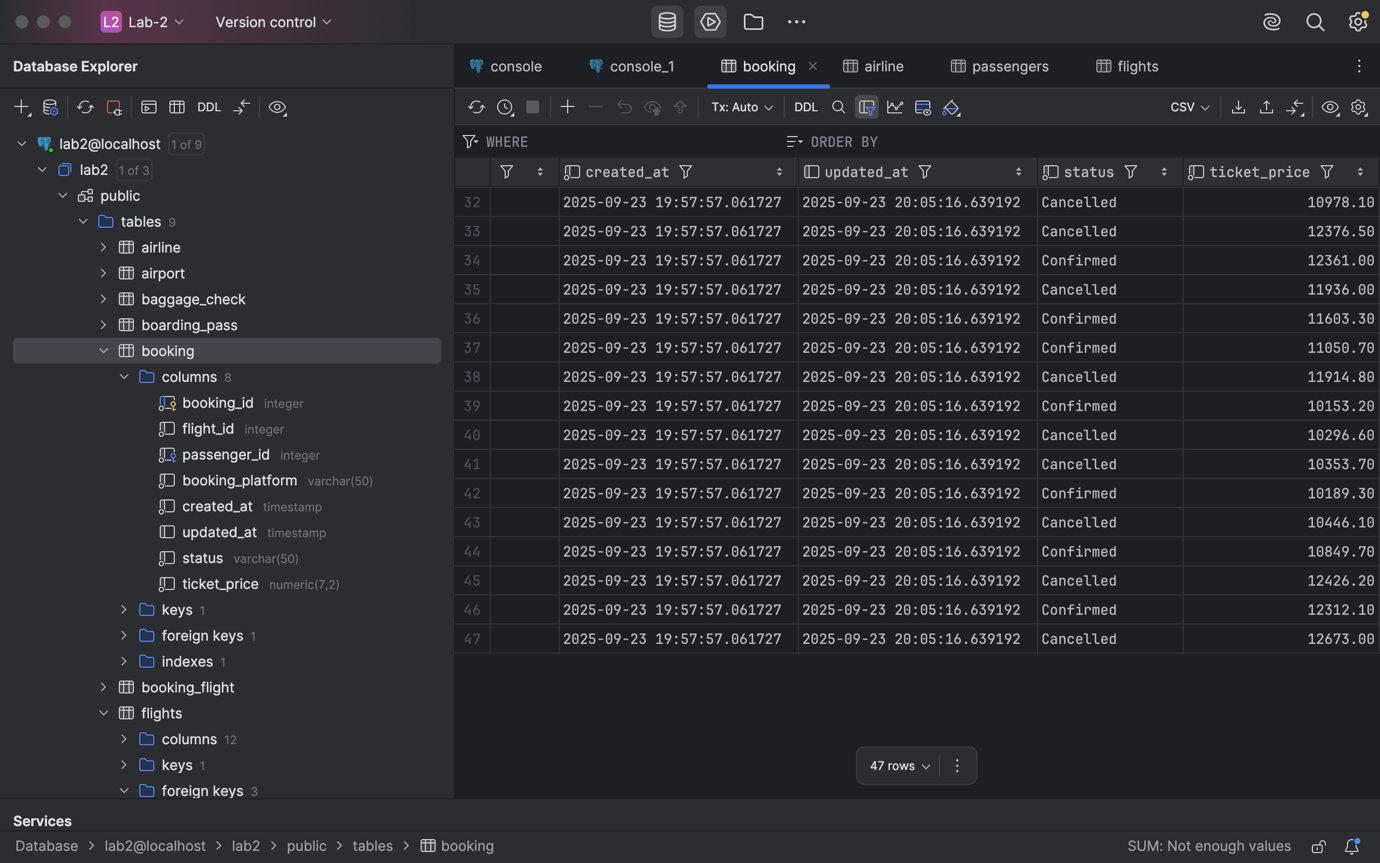 L2 Lab-2 Version control
Database Explorer
console console_1 booking airline passengers flights
DDL
Tx: Auto DDL CSV
WHERE ORDER BY
lab2@localhost 1 of 9
lab2 1 of 3
public
tables 9
airline
airport
baggage_check
boarding_pass
booking
columns 8
booking_id integer
flight_id integer
passenger_id integer
booking_platform varchar(50)
created_at timestamp
updated_at timestamp
status varchar(50)
ticket_price numeric(7,2)
keys 1
foreign keys 1
indexes 1
booking_flight
flights
columns 12
keys 1
foreign keys 3
created_at updated_at status ticket_price
32 2025-09-23 19:57:57.061727 2025-09-23 20:05:16.639192 Cancelled 10978.10
33 2025-09-23 19:57:57.061727 2025-09-23 20:05:16.639192 Cancelled 12376.50
34 2025-09-23 19:57:57.061727 2025-09-23 20:05:16.639192 Confirmed 12361.00
35 2025-09-23 19:57:57.061727 2025-09-23 20:05:16.639192 Cancelled 11936.00
36 2025-09-23 19:57:57.061727 2025-09-23 20:05:16.639192 Confirmed 11603.30
37 2025-09-23 19:57:57.061727 2025-09-23 20:05:16.639192 Confirmed 11050.70
38 2025-09-23 19:57:57.061727 2025-09-23 20:05:16.639192 Cancelled 11914.80
39 2025-09-23 19:57:57.061727 2025-09-23 20:05:16.639192 Confirmed 10153.20
40 2025-09-23 19:57:57.061727 2025-09-23 20:05:16.639192 Cancelled 10296.60
41 2025-09-23 19:57:57.061727 2025-09-23 20:05:16.639192 Cancelled 10353.70
42 2025-09-23 19:57:57.061727 2025-09-23 20:05:16.639192 Confirmed 10189.30
43 2025-09-23 19:57:57.061727 2025-09-23 20:05:16.639192 Cancelled 10446.10
44 2025-09-23 19:57:57.061727 2025-09-23 20:05:16.639192 Confirmed 10849.70
45 2025-09-23 19:57:57.061727 2025-09-23 20:05:16.639192 Cancelled 12426.20
46 2025-09-23 19:57:57.061727 2025-09-23 20:05:16.639192 Confirmed 12312.10
47 2025-09-23 19:57:57.061727 2025-09-23 20:05:16.639192 Cancelled 12673.00
47 rows
Services
Database > lab2@localhost > lab2 > public > tables > booking SUM: Not enough values